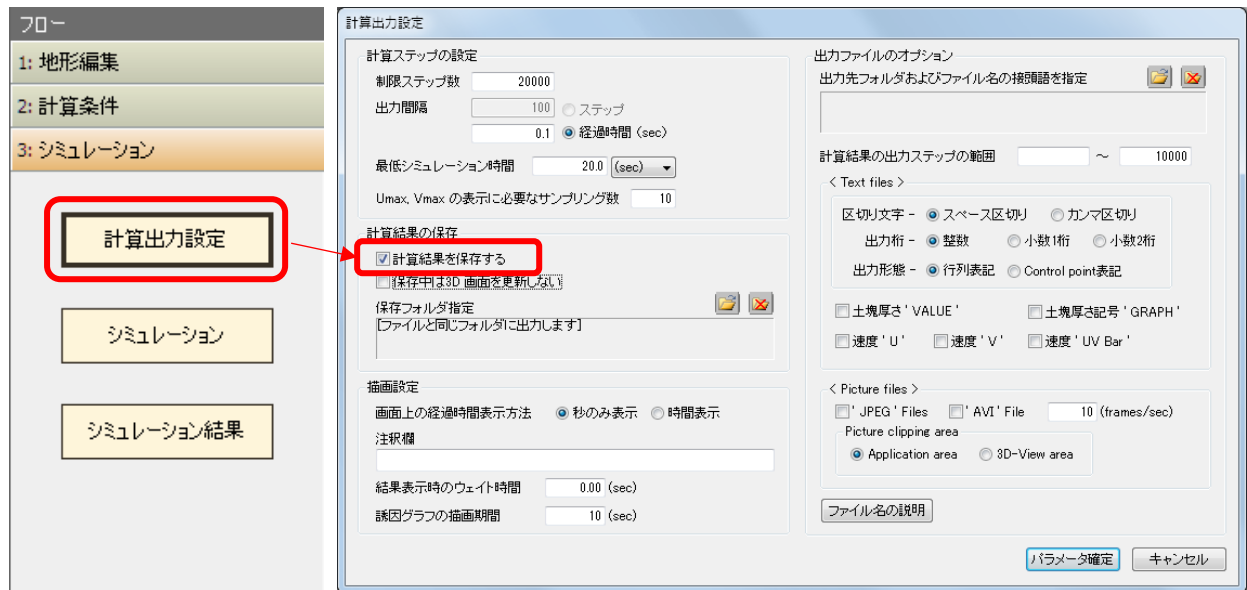 フロー
1: 地形編集
2: 計算条件
3: シミュレーション
計算出力設定
シミュレーション
シミュレーション結果
計算出力設定
計算ステップの設定
制限ステップ数 20000
出力間隔 100 ステップ
0.1 経過時間 (sec)
最低シミュレーション時間 20.0 (sec)
Umax, Vmax の表示に必要なサンプリング数 10
計算結果の保存
計算結果を保存する
保存中は3D 画面を更新しない
保存フォルダ指定
[ファイルと同じフォルダに出力します]
描画設定
画面上の経過時間表示方法 秒のみ表示 時間表示
注釈欄
結果表示時のウェイト時間 0.00 (sec)
誘因グラフの描画期間 10 (sec)
出力ファイルのオプション
出力先フォルダおよびファイル名の接頭語を指定
計算結果の出力ステップの範囲 ～ 10000
< Text files >
区切り文字 - スペース区切り カンマ区切り
出力桁 - 整数 小数1桁 小数2桁
出力形態 - 行列表記 Control point表記
土塊厚さ ' VALUE ' 土塊厚さ記号 ' GRAPH '
速度 ' U ' 速度 ' V ' 速度 ' UV Bar '
< Picture files >
' JPEG ' Files ' AVI ' File 10 (frames/sec)
Picture clipping area
Application area 3D-View area
ファイル名の説明
パラメータ確定 キャンセル